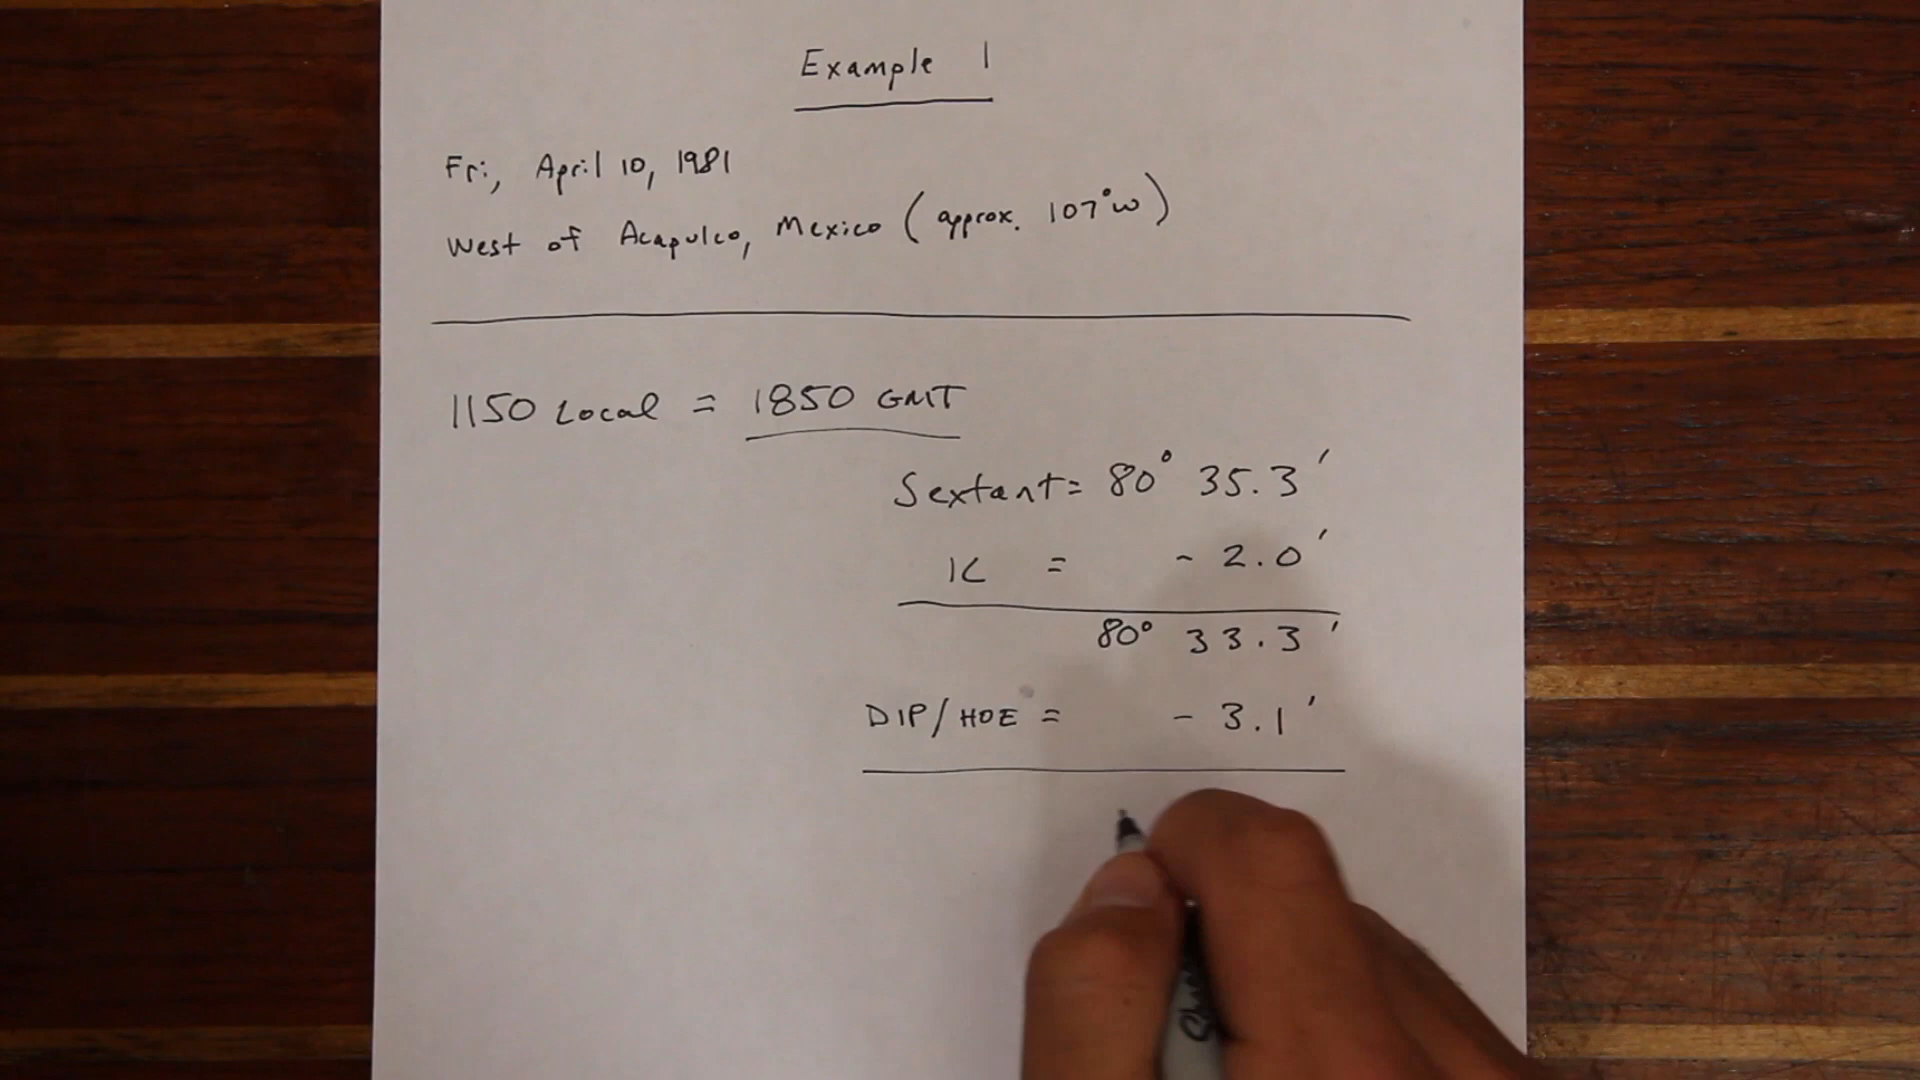 Example 1
Fri, April 10, 1981
West of Acapulco, Mexico (approx. 107°W)
1150 Local = 1850 GMT
Sextant = 80° 35.3'
IC = - 2.0'
80° 33.3'
DIP/HOE = - 3.1'